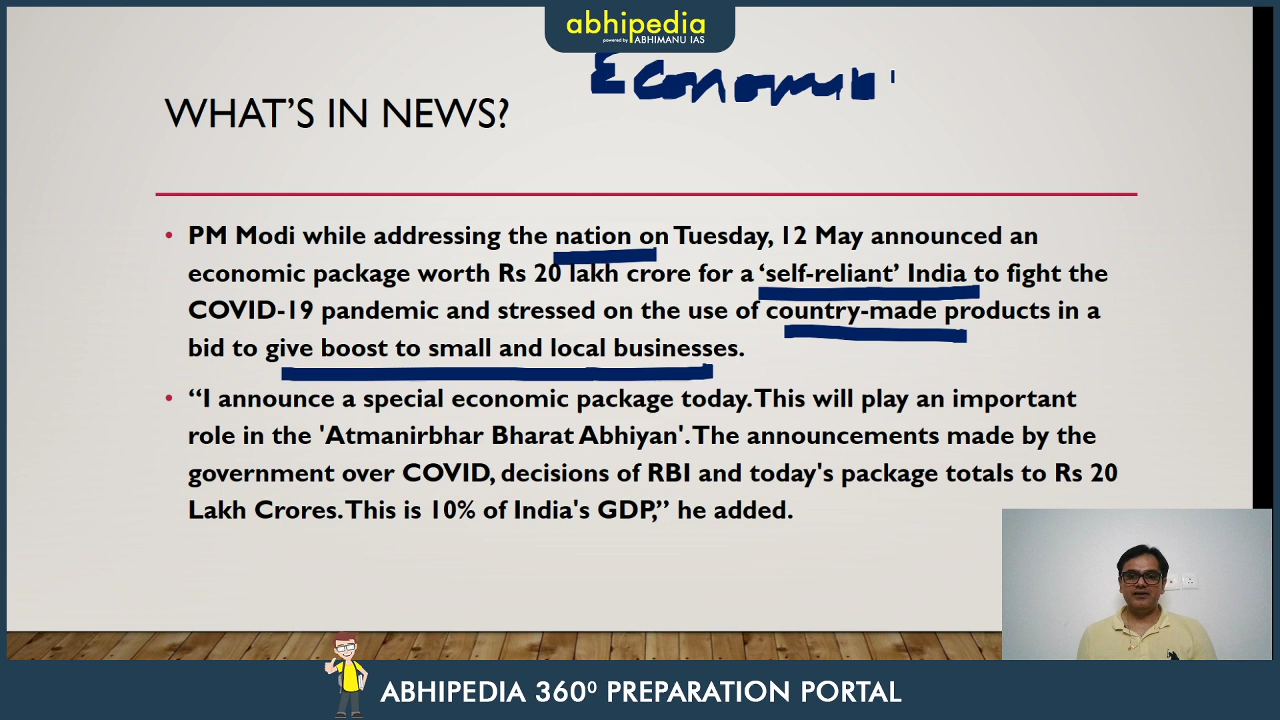 abhipedia
powered by ABHIMANU IAS
Economi
WHAT'S IN NEWS?
• PM Modi while addressing the nation on Tuesday, 12 May announced an
economic package worth Rs 20 lakh crore for a ‘self-reliant’ India to fight the
COVID-19 pandemic and stressed on the use of country-made products in a
bid to give boost to small and local businesses.
• “I announce a special economic package today. This will play an important
role in the 'Atmanirbhar Bharat Abhiyan'. The announcements made by the
government over COVID, decisions of RBI and today's package totals to Rs 20
Lakh Crores. This is 10% of India's GDP,” he added.
ABHIPEDIA 360⁰ PREPARATION PORTAL